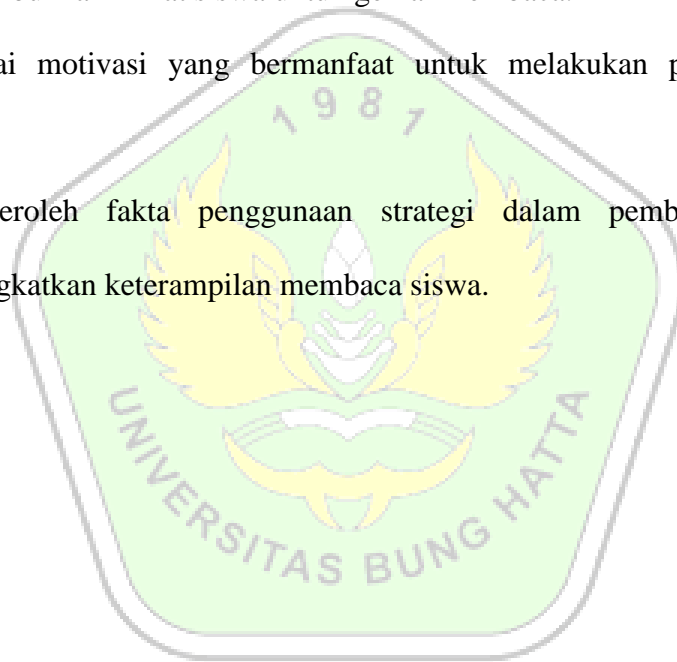 ai motivasi yang bermanfaat untuk melakukan p
1981
eroleh fakta penggunaan strategi dalam pemb
gkatkan keterampilan membaca siswa.
UNIVERSITAS BUNG HATTA